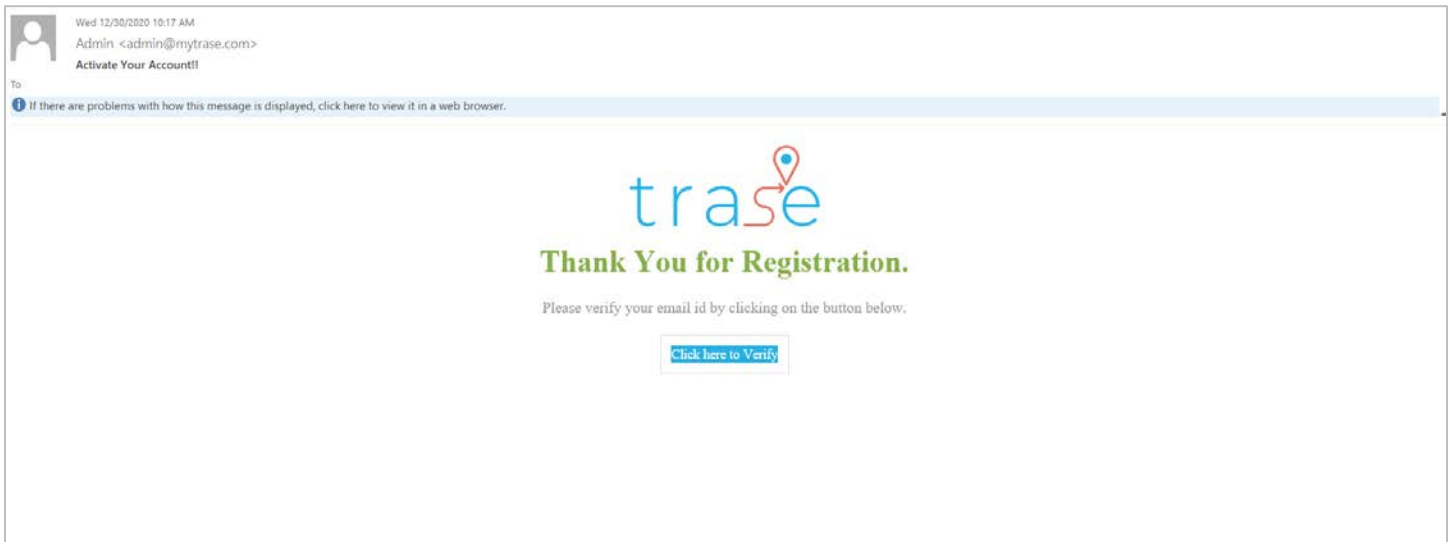 Wed 12/30/2020 10:17 AM
Admin <admin@mytrase.com>
Activate Your Account!!
To
If there are problems with how this message is displayed, click here to view it in a web browser.
trase
Thank You for Registration.
Please verify your email id by clicking on the button below.
Click here to Verify